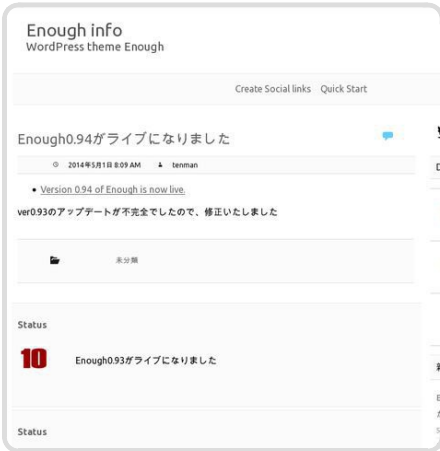 Enough info
WordPress theme Enough
Create Social links Quick Start
Enough0.94がライブになりました
2014年5月1日 8:09 AM tenman
Version 0.94 of Enough is now live.
ver0.93のアップデートが不完全でしたので、修正いたしました
未分類
Status
10
Enough0.93がライブになりました
Status